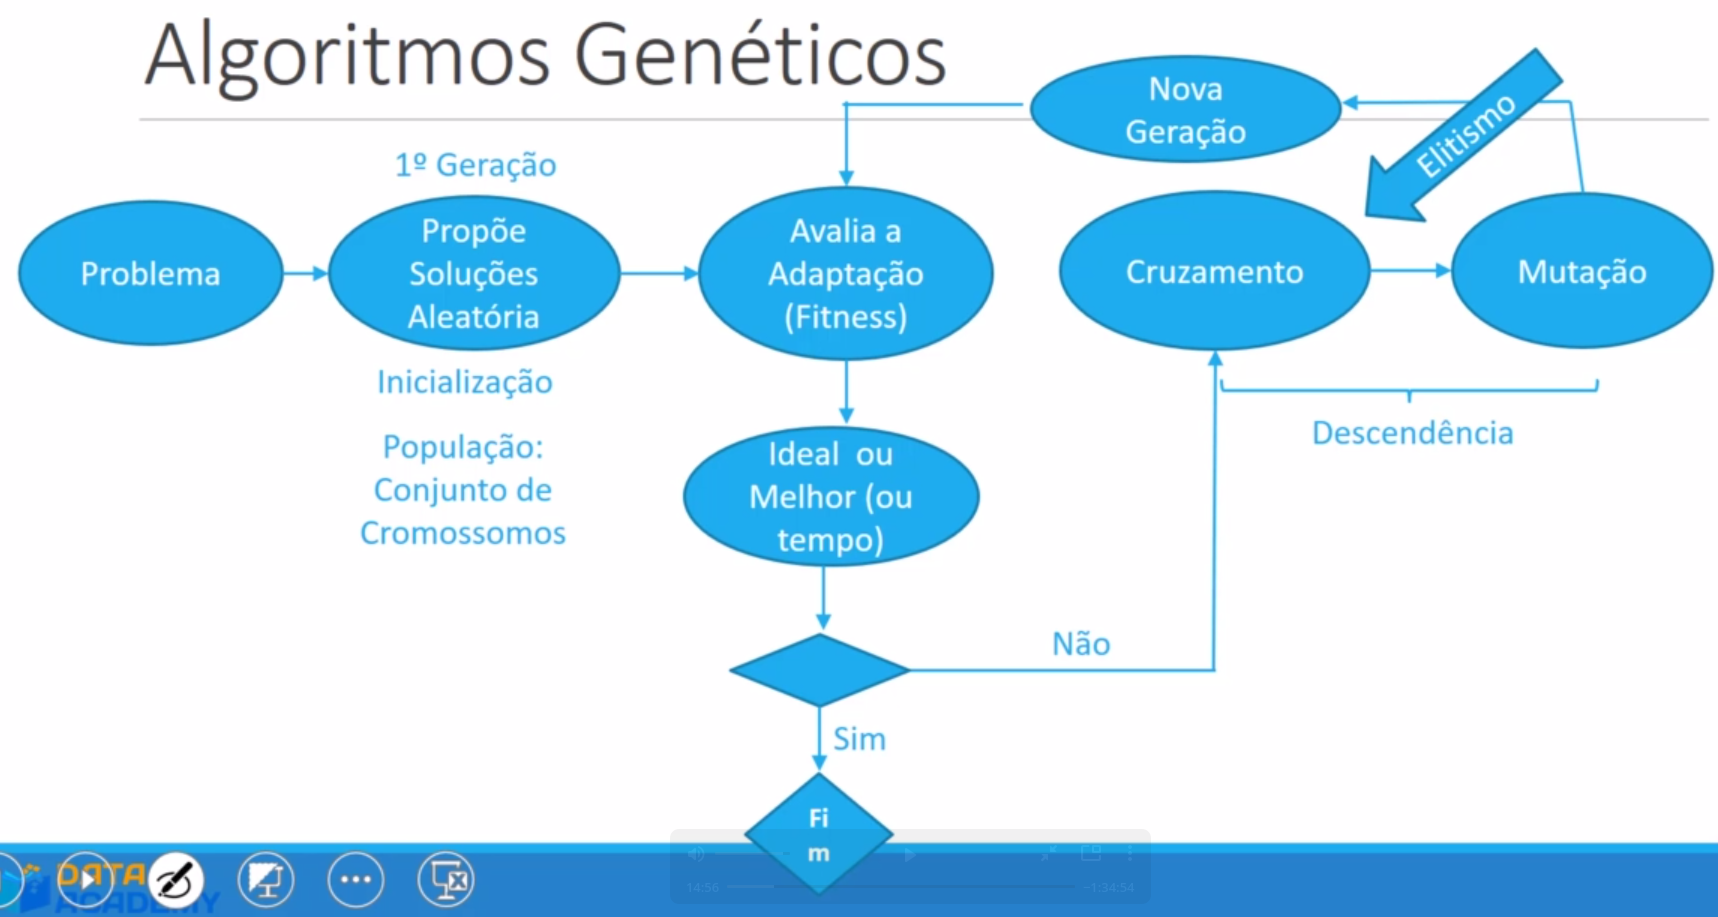 Algoritmos Genéticos
Nova
Geração
Elitismo
1º Geração
Problema
Propõe
Soluções
Aleatória
Avalia a
Adaptação
(Fitness)
Cruzamento
Mutação
Inicialização
População:
Conjunto de
Cromossomos
Descendência
Ideal ou
Melhor (ou
tempo)
Não
Sim
Fi
m
14:56
-1:34:54
DATA
ACADEMY